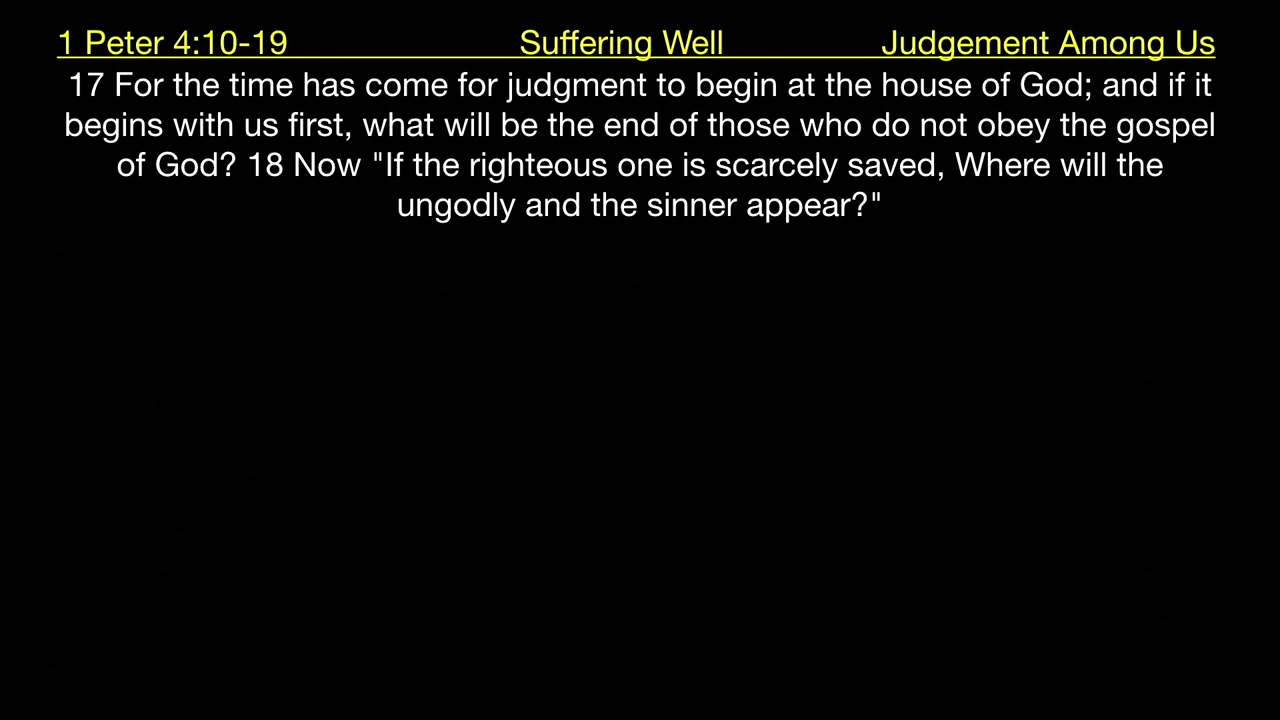 1 Peter 4:10-19 Suffering Well Judgement Among Us
17 For the time has come for judgment to begin at the house of God; and if it
begins with us first, what will be the end of those who do not obey the gospel
of God? 18 Now "If the righteous one is scarcely saved, Where will the
ungodly and the sinner appear?"